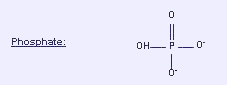 Phosphate:
O
OH P O-
O-